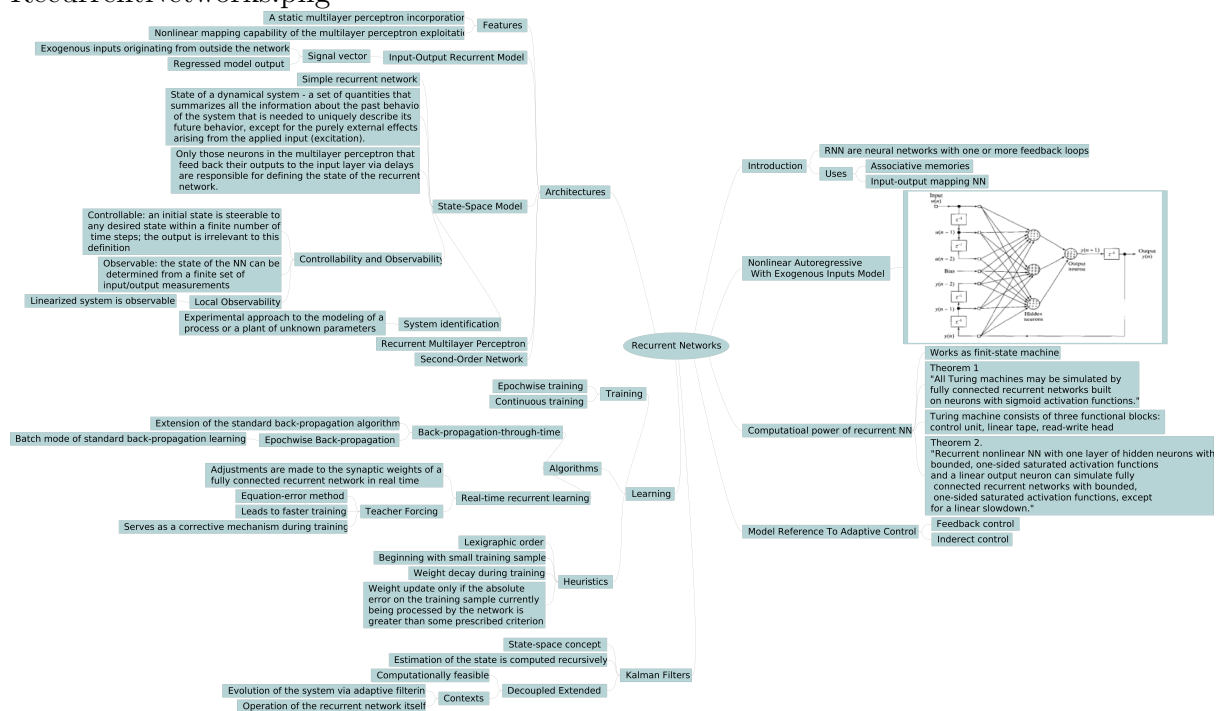 RecurrentNetworks.png
A static multilayer perceptron incorporation
Nonlinear mapping capability of the multilayer perceptron exploitatio
Features
Exogenous inputs originating from outside the network
Regressed model output
Signal vector
Input-Output Recurrent Model
Simple recurrent network
State of a dynamical system - a set of quantities that
summarizes all the information about the past behavio
of the system that is needed to uniquely describe its
future behavior, except for the purely external effects
arising from the applied input (excitation).
Only those neurons in the multilayer perceptron that
feed back their outputs to the input layer via delays
are responsible for defining the state of the recurrent
network.
State-Space Model
Architectures
Controllable: an initial state is steerable to
any desired state within a finite number of
time steps; the output is irrelevant to this
definition
Observable: the state of the NN can be
determined from a finite set of
input/output measurements
Controllability and Observability
Linearized system is observable
Local Observability
Experimental approach to the modeling of a
process or a plant of unknown parameters
System identification
Recurrent Multilayer Perceptron
Second-Order Network
Recurrent Networks
Epochwise training
Continuous training
Training
Extension of the standard back-propagation algorithm
Batch mode of standard back-propagation learning
Epochwise Back-propagation
Back-propagation-through-time
Algorithms
Learning
Adjustments are made to the synaptic weights of a
fully connected recurrent network in real time
Equation-error method
Leads to faster training
Serves as a corrective mechanism during training
Teacher Forcing
Real-time recurrent learning
Lexigraphic order
Beginning with small training sample
Weight decay during training
Weight update only if the absolute
error on the training sample currently
being processed by the network is
greater than some prescribed criterion
Heuristics
State-space concept
Estimation of the state is computed recursively
Kalman Filters
Computationally feasible
Evolution of the system via adaptive filterin
Operation of the recurrent network itself
Contexts
Decoupled Extended
Introduction
RNN are neural networks with one or more feedback loops
Uses
Associative memories
Input-output mapping NN
Nonlinear Autoregressive
With Exogenous Inputs Model
Input
u(n)
z⁻¹
u(n − 1)
z⁻¹
u(n − 2)
Bias
y(n − 2)
z⁻¹
y(n − 1)
z⁻¹
y(n)
Hidden
neurons
Output
neuron
y(n + 1)
z⁻¹
Output
y(n)
Computatioal power of recurrent NN
Works as finit-state machine
Theorem 1
"All Turing machines may be simulated by
fully connected recurrent networks built
on neurons with sigmoid activation functions."
Turing machine consists of three functional blocks:
control unit, linear tape, read-write head
Theorem 2.
"Recurrent nonlinear NN with one layer of hidden neurons with
bounded, one-sided saturated activation functions
and a linear output neuron can simulate fully
connected recurrent networks with bounded,
one-sided saturated activation functions, except
for a linear slowdown."
Model Reference To Adaptive Control
Feedback control
Inderect control